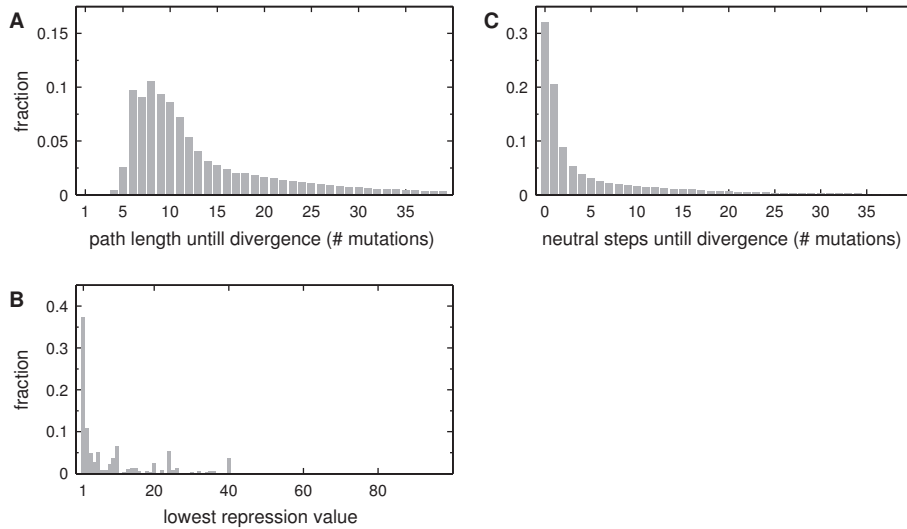 A
0.15
0.1
0.05
0
fraction
1 5 10 15 20 25 30 35
path length untill divergence (# mutations)
C
0.3
0.2
0.1
0
0 5 10 15 20 25 30 35
neutral steps untill divergence (# mutations)
B
0.4
0.3
0.2
0.1
0
fraction
1 20 40 60 80
lowest repression value